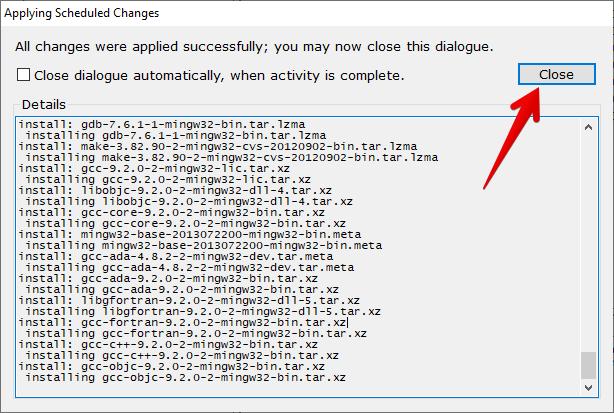 Applying Scheduled Changes
All changes were applied successfully; you may now close this dialogue.
Close dialogue automatically, when activity is complete.
Close
Details
install: gdb-7.6.1-1-mingw32-bin.tar.lzma
installing gdb-7.6.1-1-mingw32-bin.tar.lzma
install: make-3.82.90-2-mingw32-cvs-20120902-bin.tar.lzma
installing make-3.82.90-2-mingw32-cvs-20120902-bin.tar.lzma
install: gcc-9.2.0-2-mingw32-lic.tar.xz
installing gcc-9.2.0-2-mingw32-lic.tar.xz
install: libobjc-9.2.0-2-mingw32-dll-4.tar.xz
installing libobjc-9.2.0-2-mingw32-dll-4.tar.xz
install: gcc-core-9.2.0-2-mingw32-bin.tar.xz
installing gcc-core-9.2.0-2-mingw32-bin.tar.xz
install: mingw32-base-2013072200-mingw32-bin.meta
installing mingw32-base-2013072200-mingw32-bin.meta
install: gcc-ada-4.8.2-2-mingw32-dev.tar.meta
installing gcc-ada-4.8.2-2-mingw32-dev.tar.meta
install: gcc-ada-9.2.0-2-mingw32-bin.tar.xz
installing gcc-ada-9.2.0-2-mingw32-bin.tar.xz
install: libgfortran-9.2.0-2-mingw32-dll-5.tar.xz
installing libgfortran-9.2.0-2-mingw32-dll-5.tar.xz
install: gcc-fortran-9.2.0-2-mingw32-bin.tar.xz
installing gcc-fortran-9.2.0-2-mingw32-bin.tar.xz
install: gcc-c++-9.2.0-2-mingw32-bin.tar.xz
installing gcc-c++-9.2.0-2-mingw32-bin.tar.xz
install: gcc-objc-9.2.0-2-mingw32-bin.tar.xz
installing gcc-objc-9.2.0-2-mingw32-bin.tar.xz